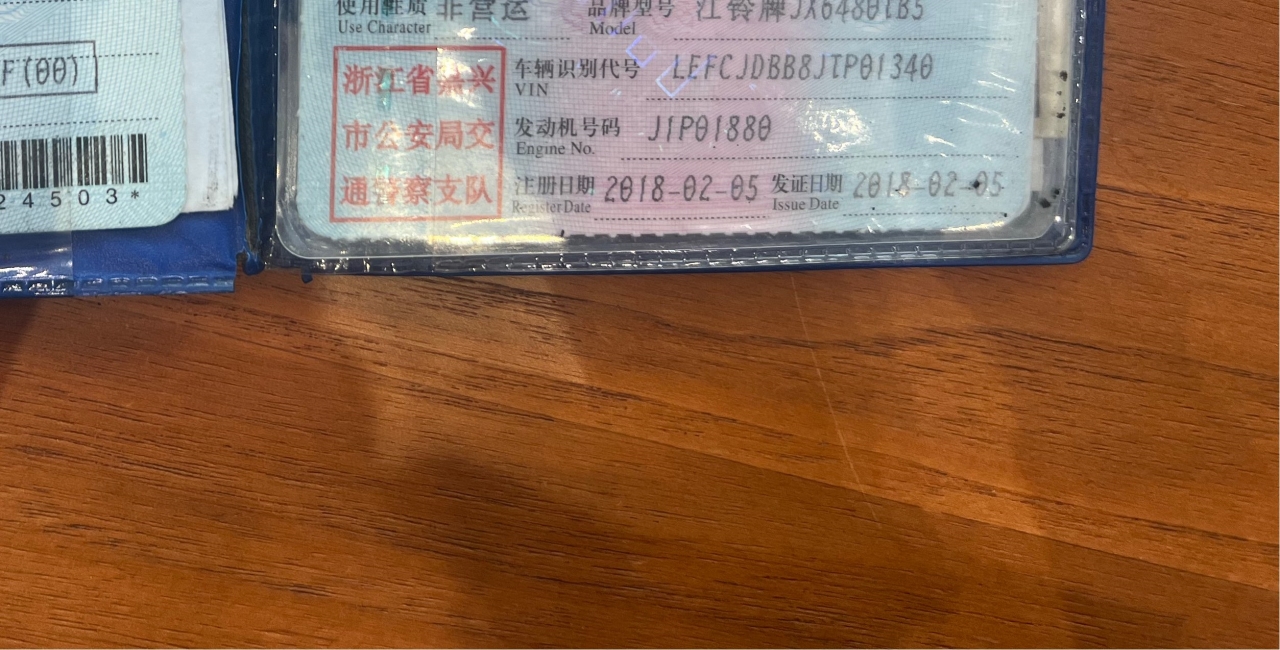 F(00)
24503*
使用性质 非营运
Use Character
品牌型号 江铃牌JX6480TB5
Model
浙江省嘉兴
市公安局交
通警察支队
车辆识别代号 LEFCJDBB8JTP01340
VIN
发动机号码 J1P01880
Engine No.
注册日期 2018-02-05
Register Date
发证日期 2018-02-05
Issue Date